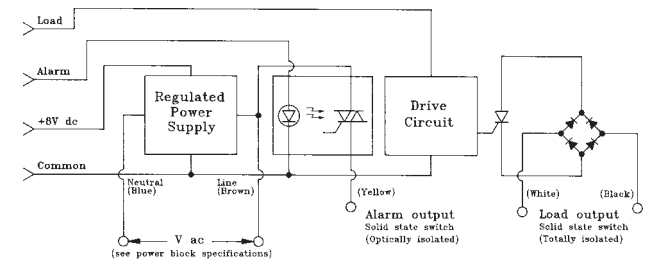 Load
Alarm
+8V dc
Common
Regulated
Power
Supply
Drive
Circuit
Neutral
(Blue)
Line
(Brown)
(Yellow)
(White)
(Black)
Alarm output
Solid state switch
(Optically isolated)
Load output
Solid state switch
(Totally isolated)
V ac
(see power block specifications)